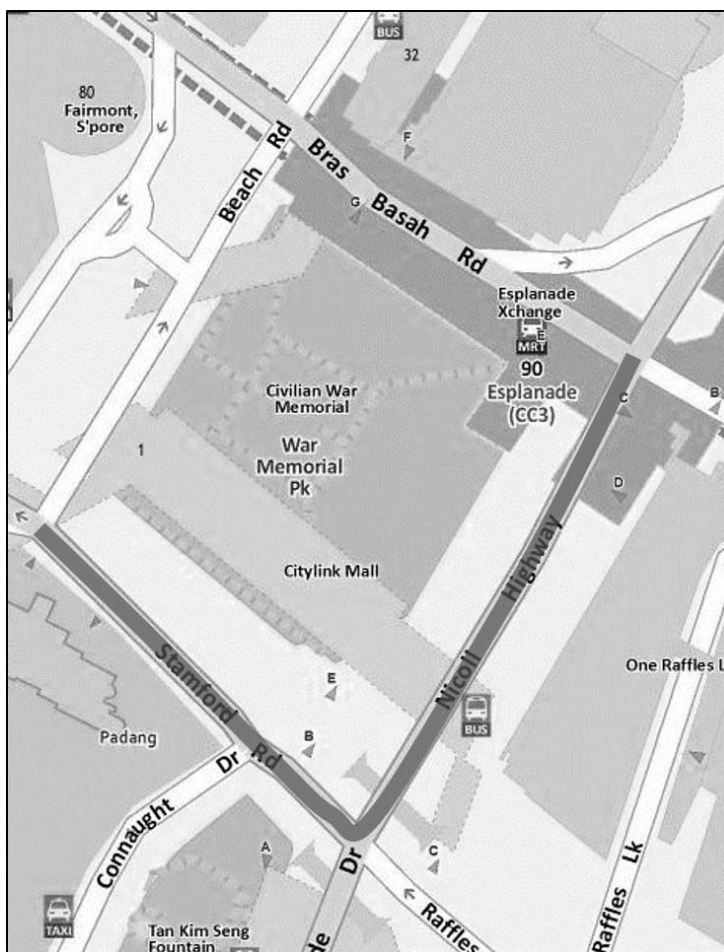 BUS
32
80
Fairmont,
S'pore
F
Beach Rd
Bras Basah Rd
G
Esplanade
Xchange
E
MRT
90
Esplanade
(CC3)
B
C
Civilian War
Memorial
War
Memorial
Pk
1
D
Nicoll Highway
Citylink Mall
Stamford Rd
One Raffles L
E
BUS
Padang
B
Connaught Dr
A
C
Dr
Raffles Lk
Raffles
TAXI
Tan Kim Seng
Fountain
de